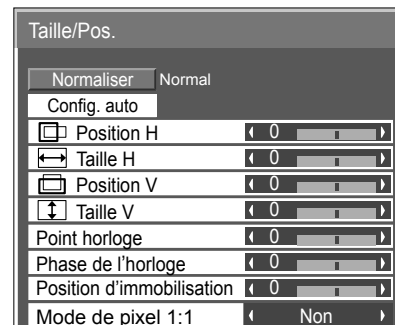 Taille/Pos.
Normaliser Normal
Config. auto
Position H 0
Taille H 0
Position V 0
Taille V 0
Point horloge 0
Phase de l'horloge 0
Position d'immobilisation 0
Mode de pixel 1:1 Non